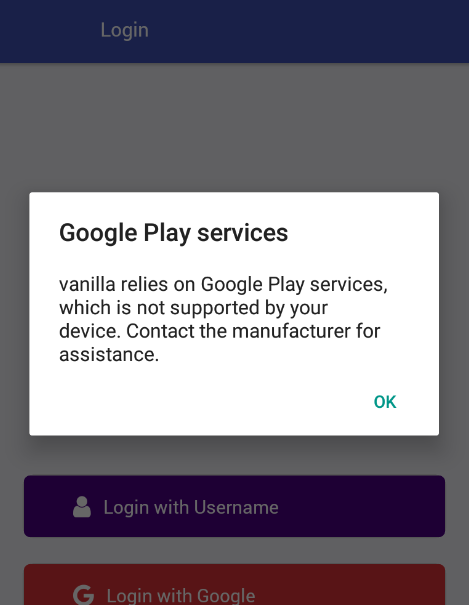 Login
Google Play services
vanilla relies on Google Play services,
which is not supported by your
device. Contact the manufacturer for
assistance.
OK
Login with Username
Login with Google